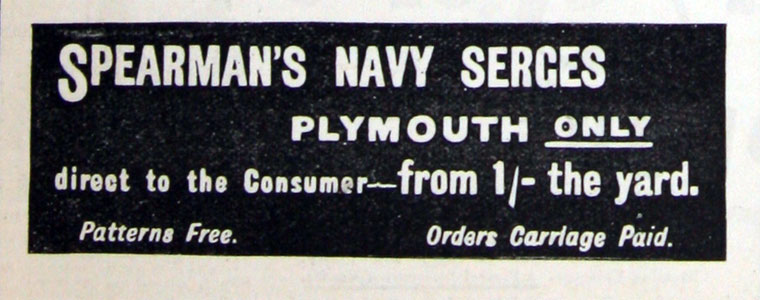 SPEARMAN'S NAVY SERGES
PLYMOUTH ONLY
direct to the Consumer—from 1/- the yard.
Patterns Free. Orders Carriage Paid.